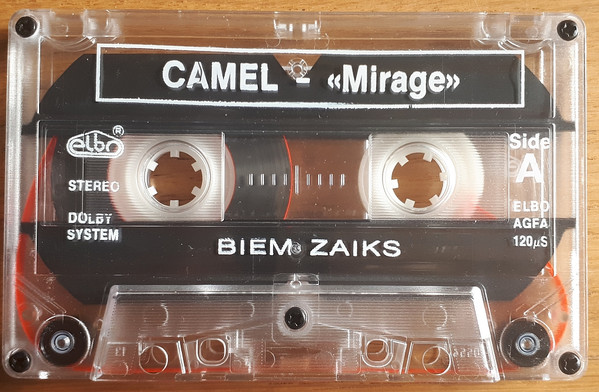 CAMEL - «Mirage»
elbo®
STEREO
DOLBY
SYSTEM
Side
A
ELBO
AGFA
120µS
BIEM ZAIKS